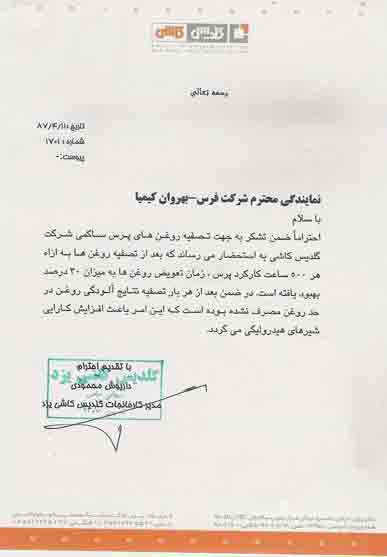 گلدیس کاشی
بسمه تعالی
تاریخ: ۸۷/۴/۱۱
شماره: ۱۷۰۱
پیوست: -
نمایندگی محترم شرکت فرس-بهروان کیمیا
با سلام
احتراماً ضمن تشکر به جهت تصفیه روغن های پرس ساکمی شرکت
گلدیس کاشی به استحضار می رساند که بعد از تصفیه روغن ها به ازاء
هر ۵۰۰ ساعت کارکرد پرس ، زمان تعویض روغن ها به میزان ۳۰ درصد
بهبود یافته است. در ضمن بعد از هر بار تصفیه نتایج آلودگی روغن در
حد روغن مصرف نشده بوده است که این امر باعث افزایش کارایی
شیرهای هیدرولیکی می گردد.
با تقدیم احترام
گلدیس کاشی یزد
داریوش محمودی
مدیر کارخانجات گلدیس کاشی یزد